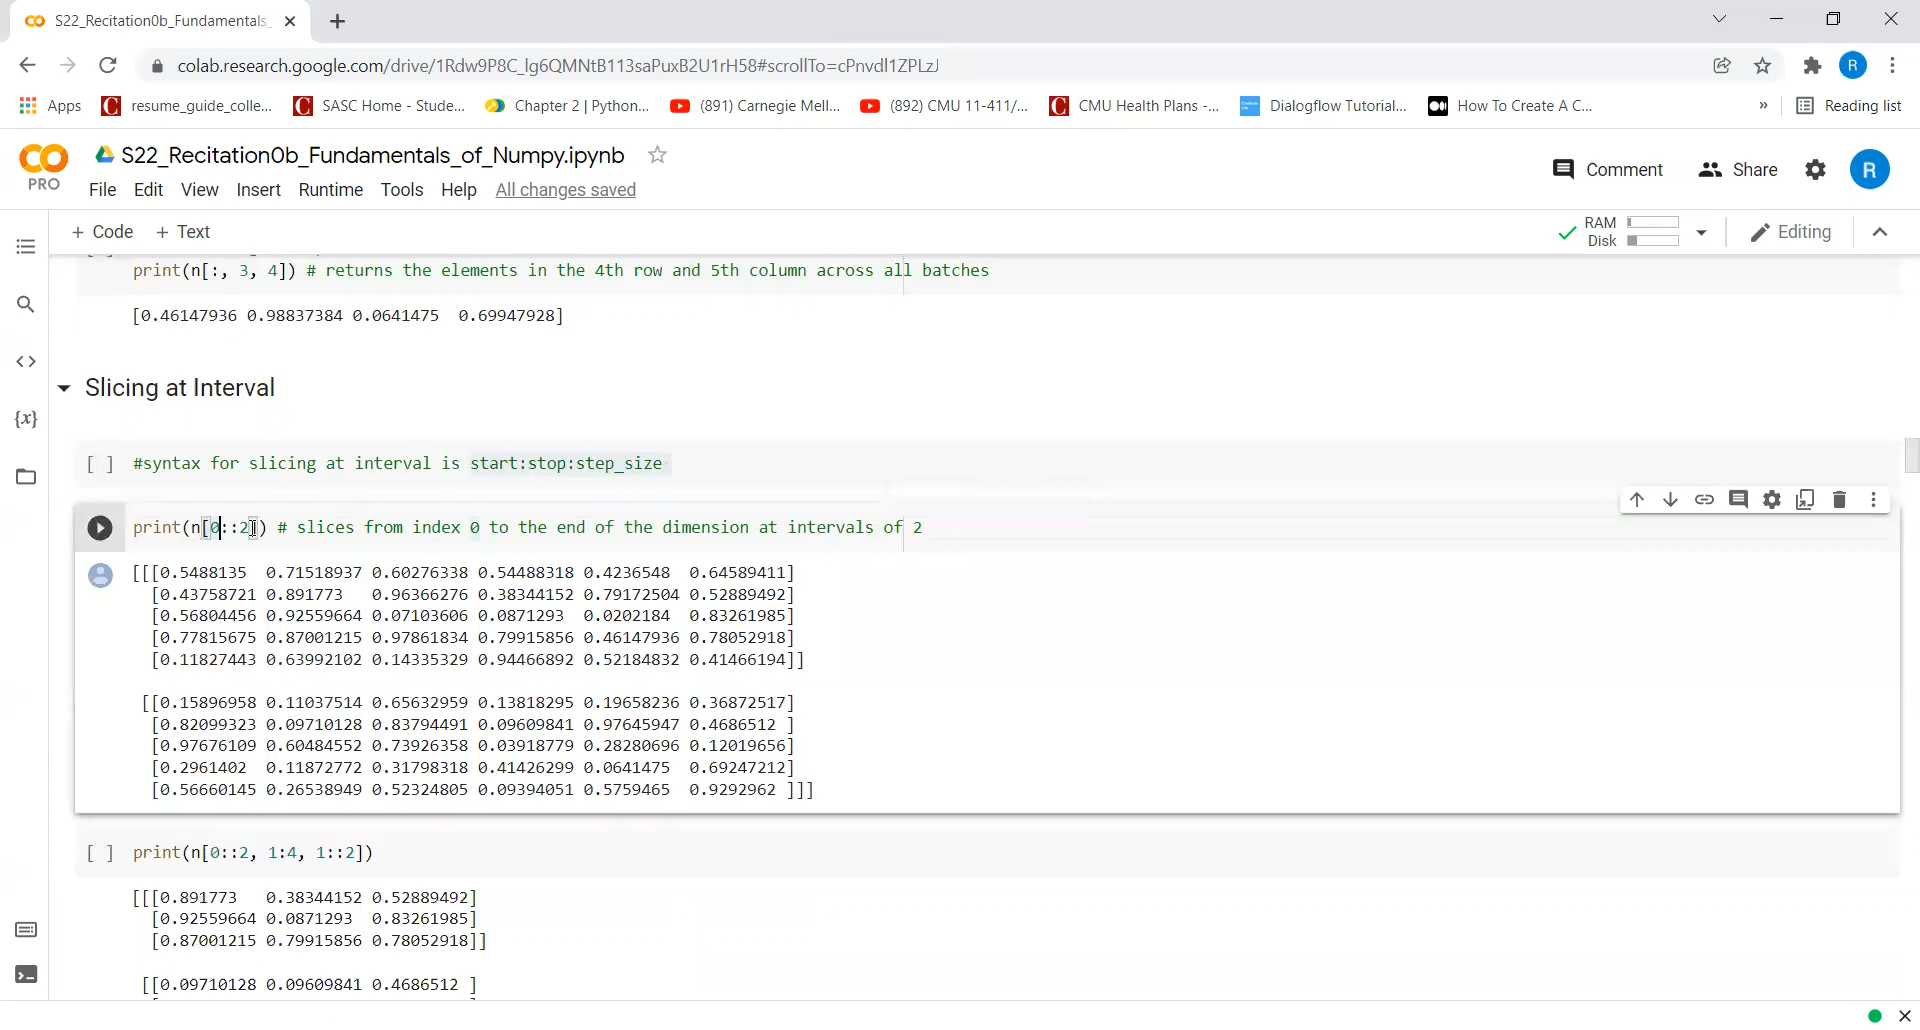 S22_Recitation0b_Fundamentals_
colab.research.google.com/drive/1Rdw9P8C_lg6QMNtB113saPuxB2U1rH58#scrollTo=cPnvdl1ZPLzJ
R
Apps
resume_guide_colle...
SASC Home - Stude...
Chapter 2 | Python...
(891) Carnegie Mell...
(892) CMU 11-411/...
CMU Health Plans -...
Dialogflow Tutorial...
How To Create A C...
» Reading list
CO
PRO
S22_Recitation0b_Fundamentals_of_Numpy.ipynb
Comment
Share
R
File Edit View Insert Runtime Tools Help All changes saved
+ Code + Text
RAM
Disk
Editing
print(n[:, 3, 4]) # returns the elements in the 4th row and 5th column across all batches
[0.46147936 0.98837384 0.0641475  0.69947928]
Slicing at Interval
[ ] #syntax for slicing at interval is start:stop:step_size
print(n[0::2]) # slices from index 0 to the end of the dimension at intervals of 2
[[[0.5488135  0.71518937 0.60276338 0.54488318 0.4236548  0.64589411]
[0.43758721 0.891773   0.96366276 0.38344152 0.79172504 0.52889492]
[0.56804456 0.92559664 0.07103606 0.0871293  0.0202184  0.83261985]
[0.77815675 0.87001215 0.97861834 0.79915856 0.46147936 0.78052918]
[0.11827443 0.63992102 0.14335329 0.94466892 0.52184832 0.41466194]]
[[0.15896958 0.11037514 0.65632959 0.13818295 0.19658236 0.36872517]
[0.82099323 0.09710128 0.83794491 0.09609841 0.97645947 0.4686512 ]
[0.97676109 0.60484552 0.73926358 0.03918779 0.28280696 0.12019656]
[0.2961402  0.11872772 0.31798318 0.41426299 0.0641475  0.69247212]
[0.56660145 0.26538949 0.52324805 0.09394051 0.5759465  0.9292962 ]]]
[ ] print(n[0::2, 1:4, 1::2])
[[[0.891773   0.38344152 0.52889492]
[0.92559664 0.0871293  0.83261985]
[0.87001215 0.79915856 0.78052918]]
[[0.09710128 0.09609841 0.4686512 ]